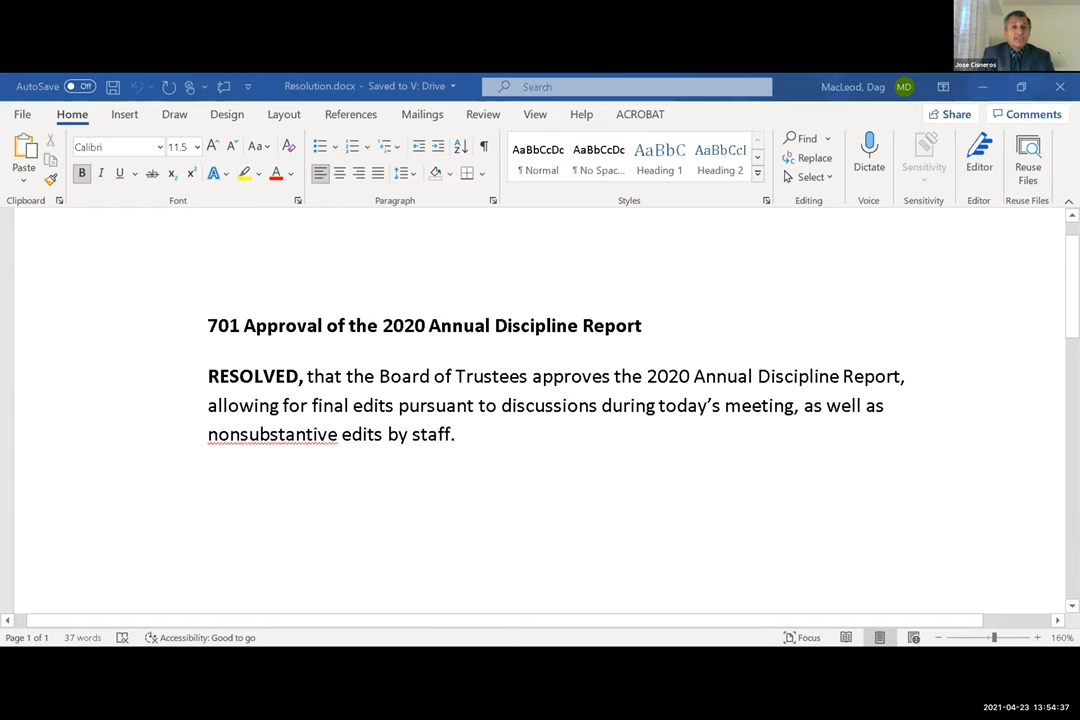 Jose Cisneros
AutoSave Off Resolution.docx - Saved to V: Drive Search MacLeod, Dag MD
File Home Insert Draw Design Layout References Mailings Review View Help ACROBAT Share Comments
Paste Calibri 11.5 A A Aa A AaBbCcDc AaBbCcDc AaBbC AaBbCcI Find Replace Select Dictate Sensitivity Editor Reuse Files
B I U ab x₂ x² A A ¶ Normal ¶ No Spac... Heading 1 Heading 2
Clipboard Font Paragraph Styles Editing Voice Sensitivity Editor Reuse Files
701 Approval of the 2020 Annual Discipline Report
RESOLVED, that the Board of Trustees approves the 2020 Annual Discipline Report,
allowing for final edits pursuant to discussions during today’s meeting, as well as
nonsubstantive edits by staff.
Page 1 of 1 37 words Accessibility: Good to go Focus 160%
2021-04-23 13:54:37